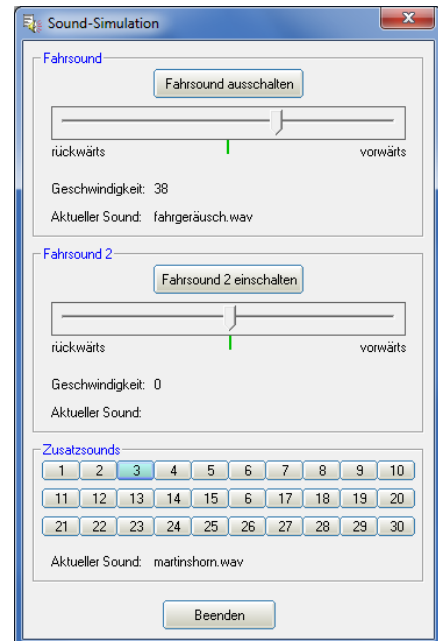 Sound-Simulation
Fahrsound
Fahrsound ausschalten
rückwärts vorwärts
Geschwindigkeit: 38
Aktueller Sound: fahrgeräusch.wav
Fahrsound 2
Fahrsound 2 einschalten
rückwärts vorwärts
Geschwindigkeit: 0
Aktueller Sound:
Zusatzsounds
1 2 3 4 5 6 7 8 9 10
11 12 13 14 15 6 17 18 19 20
21 22 23 24 25 26 27 28 29 30
Aktueller Sound: martinshorn.wav
Beenden